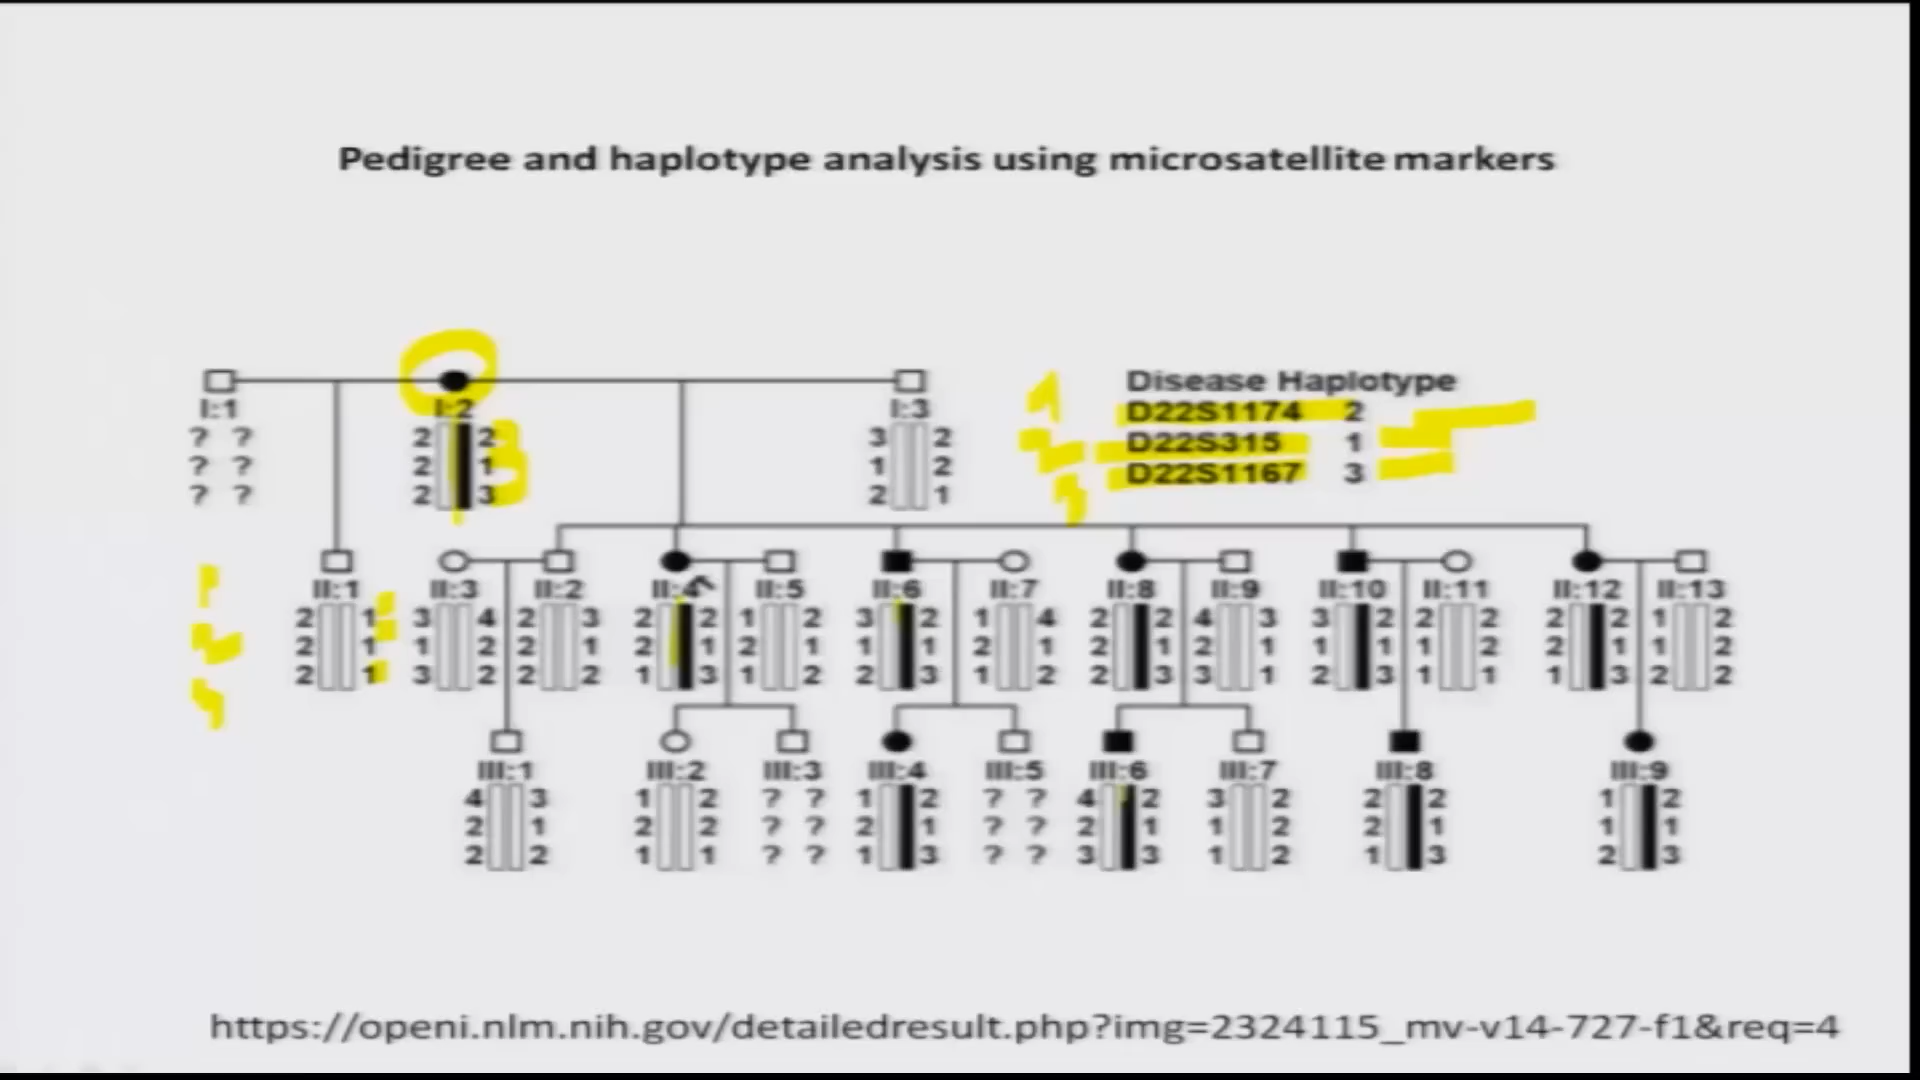 Pedigree and haplotype analysis using microsatellite markers
Disease Haplotype
I:1 I:2 I:3 D22S1174 2
? ? 2 2 3 2 D22S315 1
? ? 2 1 1 2 D22S1167 3
? ? 2 3 2 1
II:1 II:3 II:2 II:4 II:5 II:6 II:7 II:8 II:9 II:10 II:11 II:12 II:13
2 1 3 4 2 3 2 2 1 2 3 2 1 4 2 2 4 3 3 2 2 2 2 2 1 2
2 1 1 2 2 1 2 1 2 1 1 1 2 1 2 1 2 1 1 1 1 2 2 1 1 2
2 1 3 2 2 2 1 3 1 2 2 3 1 2 2 3 3 1 2 3 1 1 1 3 2 2
III:1 III:2 III:3 III:4 III:5 III:6 III:7 III:8 III:9
4 3 1 2 ? ? 1 2 ? ? 4 2 3 2 2 2 1 2
2 1 2 2 ? ? 2 1 ? ? 2 1 1 2 2 1 1 1
2 2 1 1 ? ? 1 3 ? ? 3 3 1 2 1 3 2 3
https://openi.nlm.nih.gov/detailedresult.php?img=2324115_mv-v14-727-f1&req=4